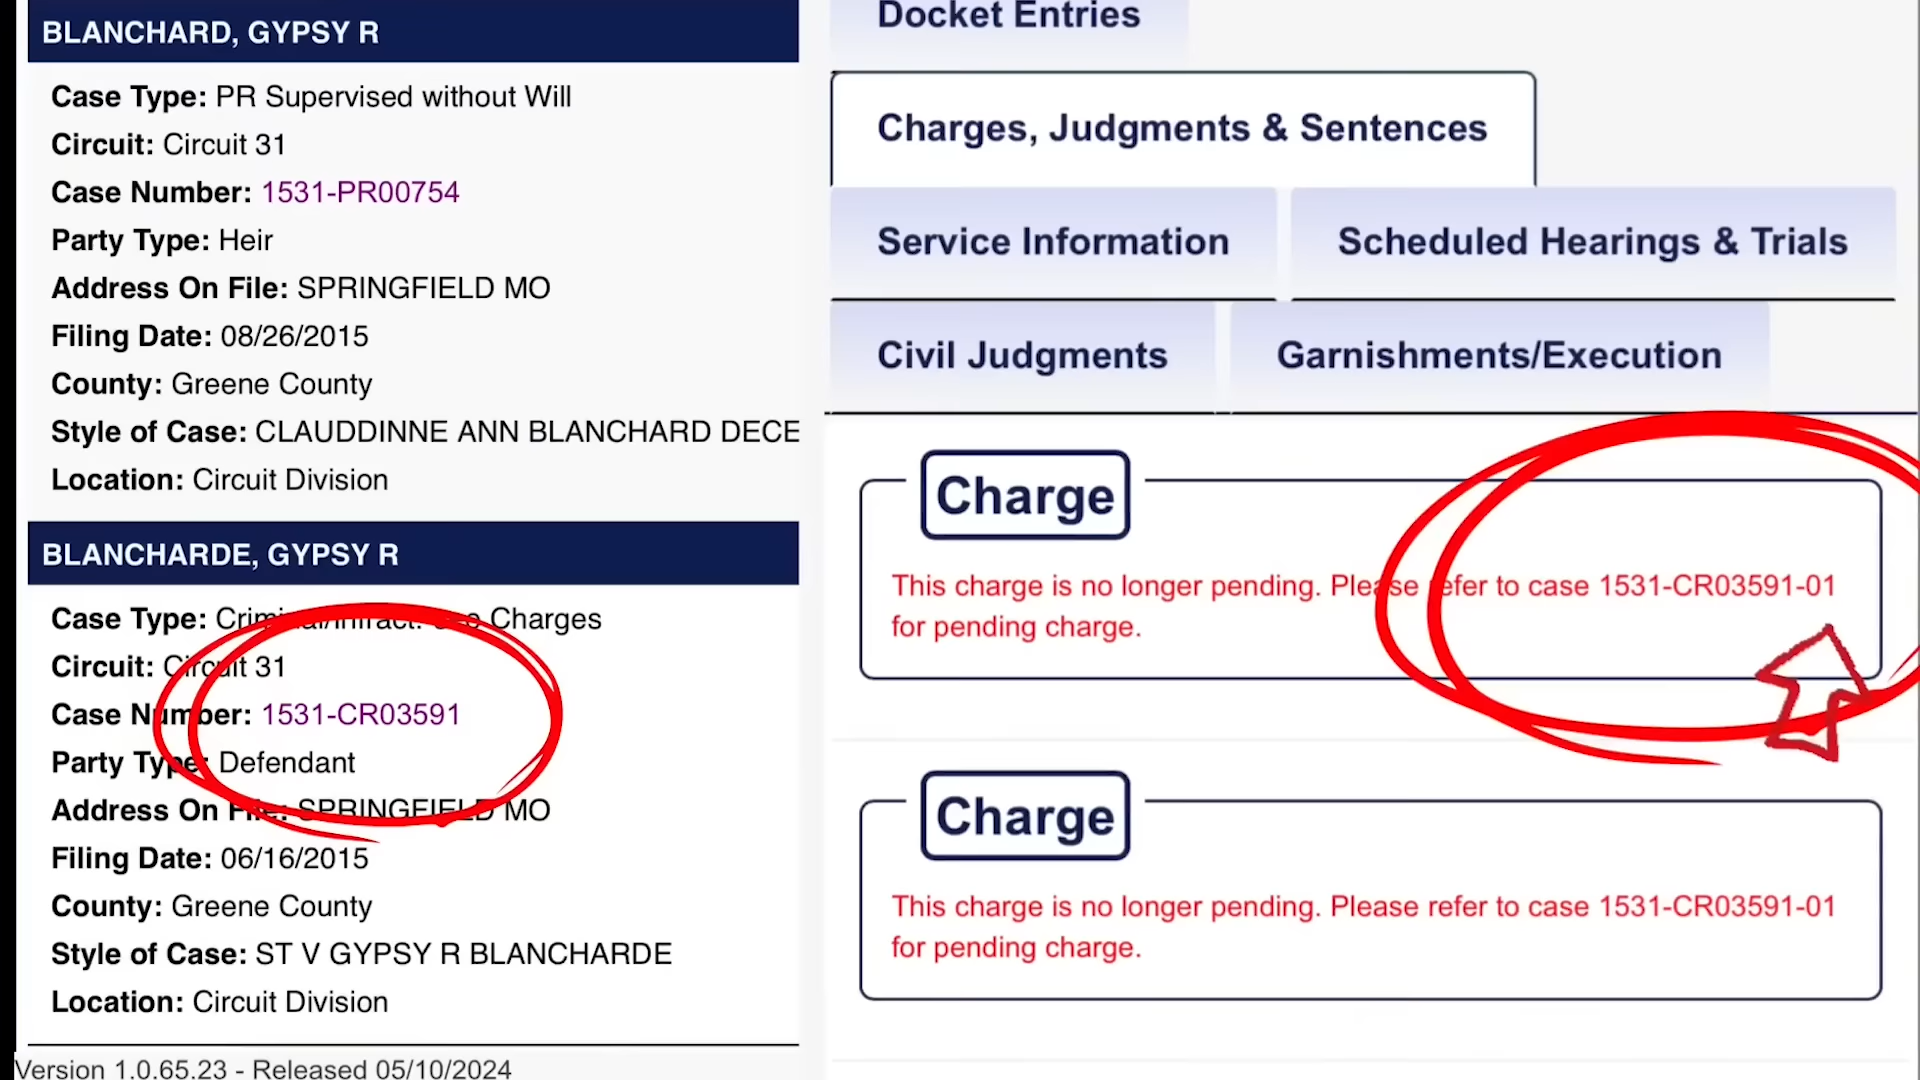 BLANCHARD, GYPSY R
Case Type: PR Supervised without Will
Circuit: Circuit 31
Case Number: 1531-PR00754
Party Type: Heir
Address On File: SPRINGFIELD MO
Filing Date: 08/26/2015
County: Greene County
Style of Case: CLAUDDINNE ANN BLANCHARD DECE
Location: Circuit Division
BLANCHARDE, GYPSY R
Case Type: Criminal/Infract. Charges
Circuit: Circuit 31
Case Number: 1531-CR03591
Party Type: Defendant
Address On File: SPRINGFIELD MO
Filing Date: 06/16/2015
County: Greene County
Style of Case: ST V GYPSY R BLANCHARDE
Location: Circuit Division
Version 1.0.65.23 - Released 05/10/2024
Docket Entries
Charges, Judgments & Sentences
Service Information
Scheduled Hearings & Trials
Civil Judgments
Garnishments/Execution
Charge
This charge is no longer pending. Please refer to case 1531-CR03591-01
for pending charge.
Charge
This charge is no longer pending. Please refer to case 1531-CR03591-01
for pending charge.